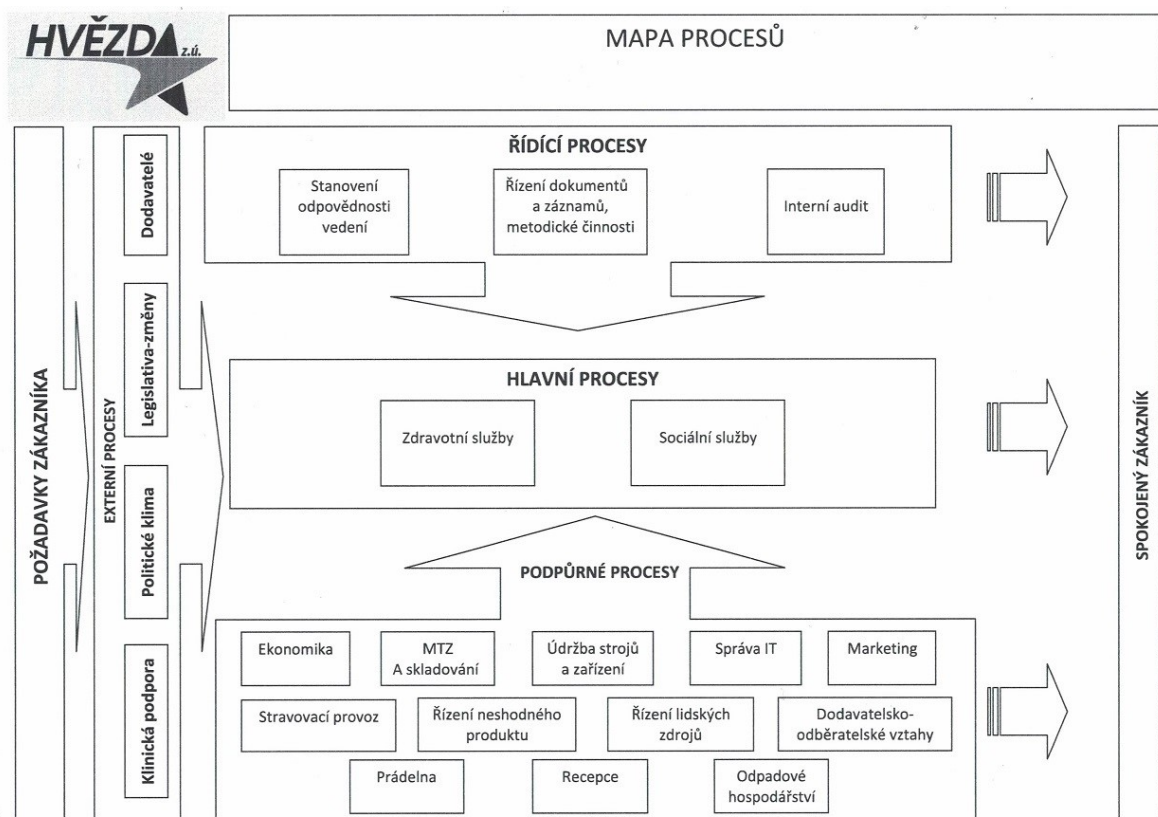 HVĚZDA z.ú.
MAPA PROCESŮ
POŽADAVKY ZÁKAZNÍKA
EXTERNÍ PROCESY
Dodavatelé
Legislativa-změny
Politické klima
Klinická podpora
ŘÍDÍCÍ PROCESY
Stanovení
odpovědnosti
vedení
Řízení dokumentů
a záznamů,
metodické činnosti
Interní audit
HLAVNÍ PROCESY
Zdravotní služby
Sociální služby
PODPŮRNÉ PROCESY
Ekonomika
MTZ
A skladování
Údržba strojů
a zařízení
Správa IT
Marketing
Stravovací provoz
Řízení neshodného
produktu
Řízení lidských
zdrojů
Dodavatelsko-
odběratelské vztahy
Prádelna
Recepce
Odpadové
hospodářství
SPOKOJENÝ ZÁKAZNÍK